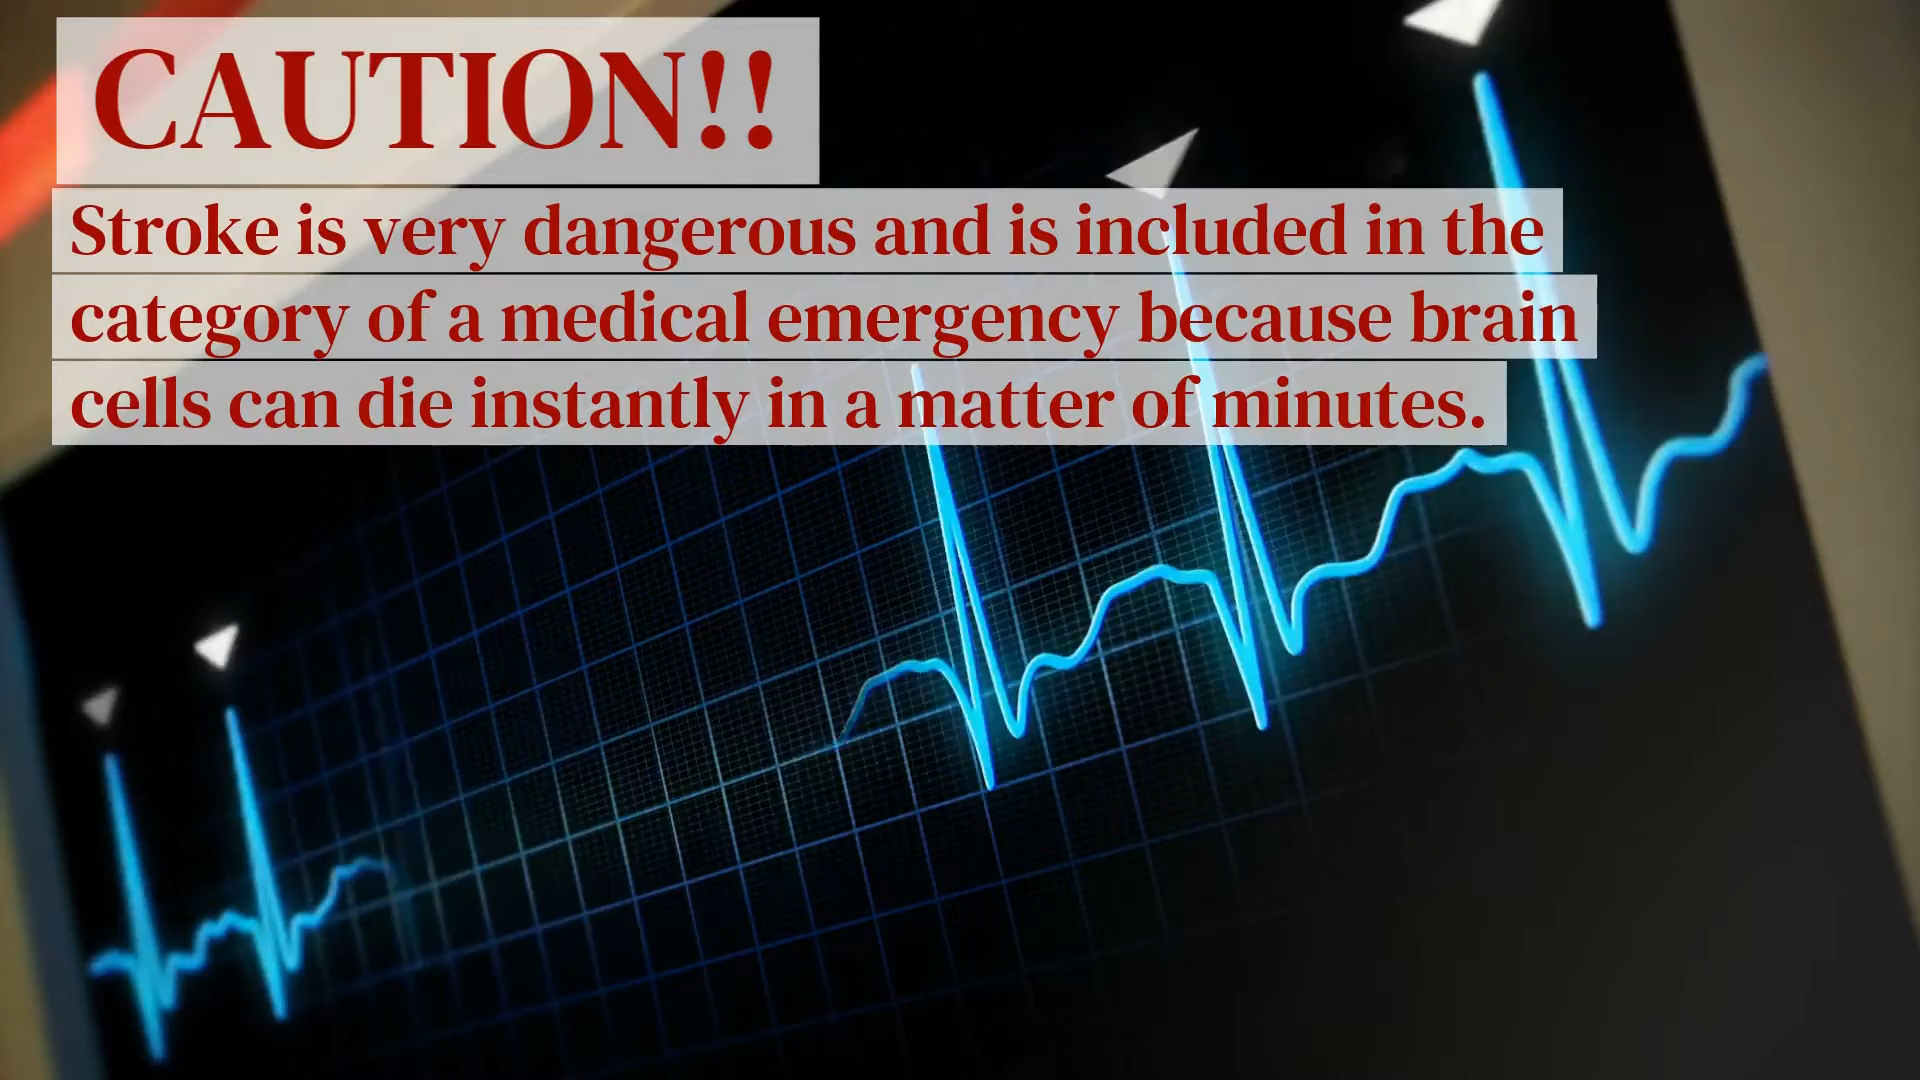 CAUTION!!
Stroke is very dangerous and is included in the
category of a medical emergency because brain
cells can die instantly in a matter of minutes.